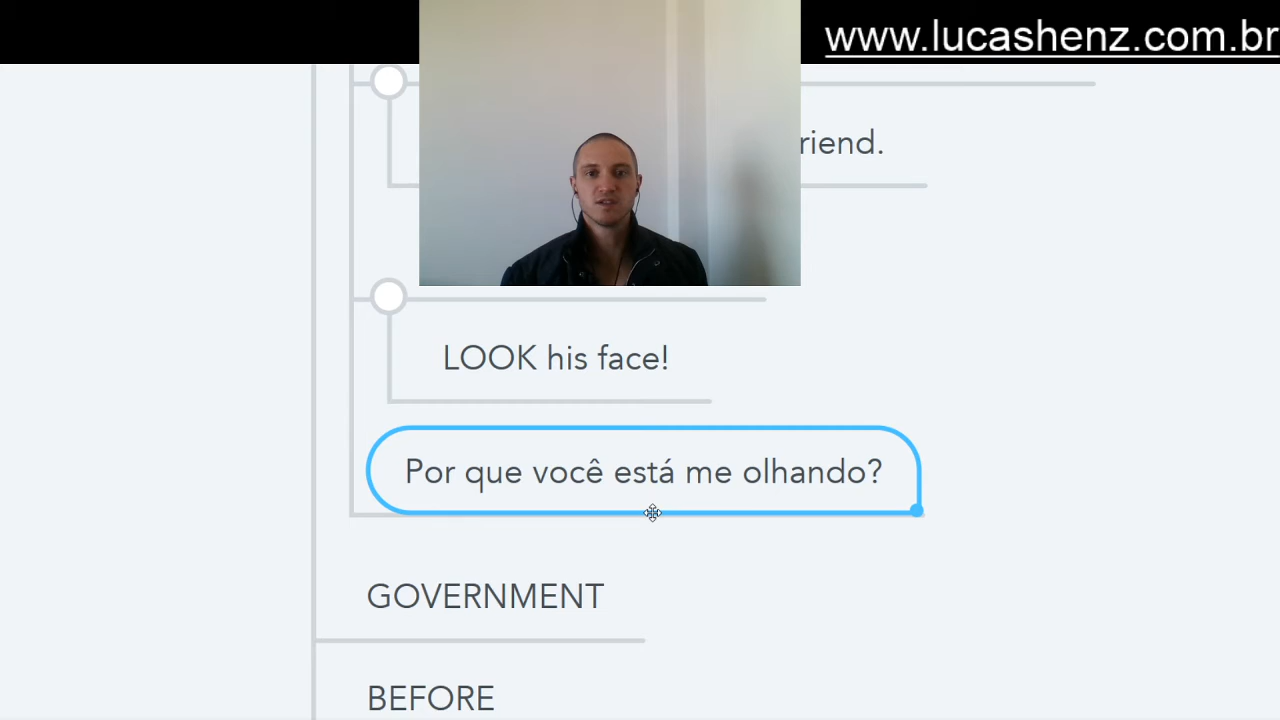 www.lucashenz.com.br
riend.
LOOK his face!
Por que você está me olhando?
GOVERNMENT
BEFORE